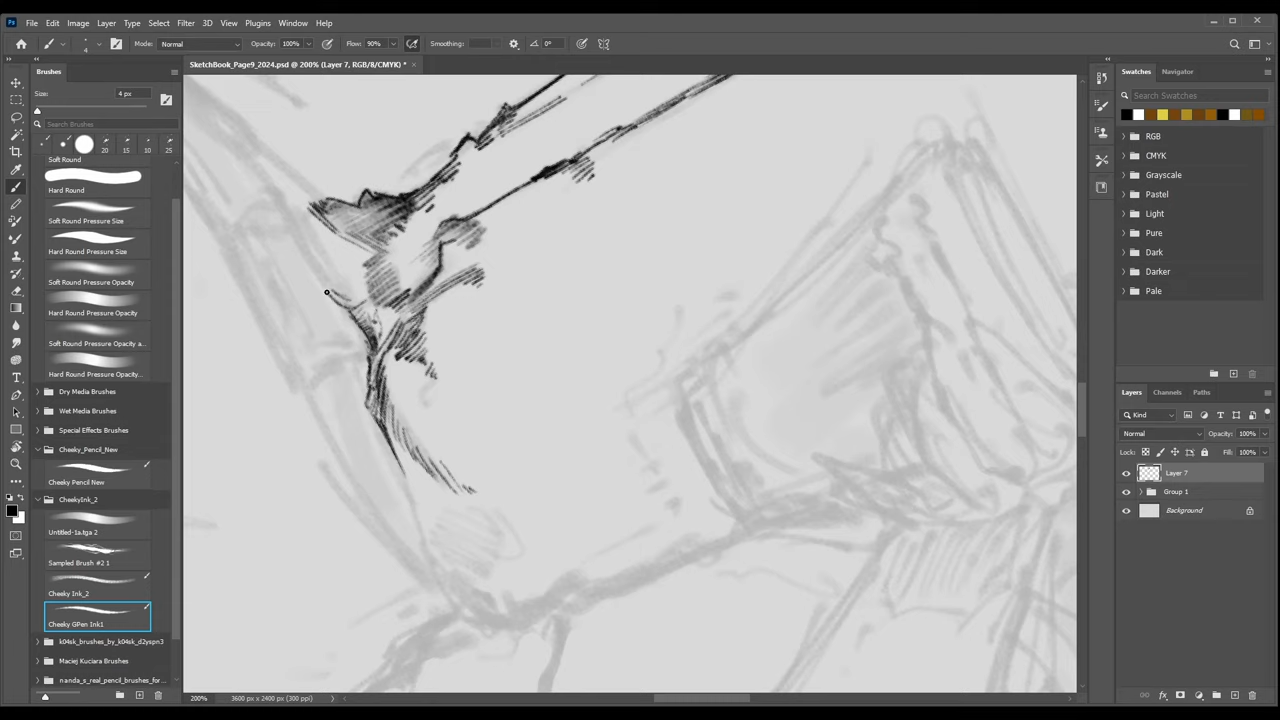 Ps File Edit Image Layer Type Select Filter 3D View Plugins Window Help
4 Mode: Normal Opacity: 100% Flow: 90% Smoothing: 0°
SketchBook_Page9_2024.psd @ 200% (Layer 7, RGB/8/CMYK) *
Brushes
Size: 4 px
Search Brushes
20 15 10 25
Soft Round
Hard Round
Soft Round Pressure Size
Hard Round Pressure Size
Soft Round Pressure Opacity
Hard Round Pressure Opacity
Soft Round Pressure Opacity a...
Hard Round Pressure Opacity...
Dry Media Brushes
Wet Media Brushes
Special Effects Brushes
Cheeky_Pencil_New
Cheeky Pencil New
CheekyInk_2
Untitled-1a.tga 2
Sampled Brush #2 1
Cheeky Ink_2
Cheeky GPen Ink1
k04sk_brushes_by_k04sk_d2yspn3
Maciej Kuciara Brushes
nanda_s_real_pencil_brushes_for...
200% 3600 px x 2400 px (300 ppi)
Swatches Navigator
Search Swatches
RGB
CMYK
Grayscale
Pastel
Light
Pure
Dark
Darker
Pale
Layers Channels Paths
Kind
Normal Opacity: 100%
Lock: Fill: 100%
Layer 7
Group 1
Background